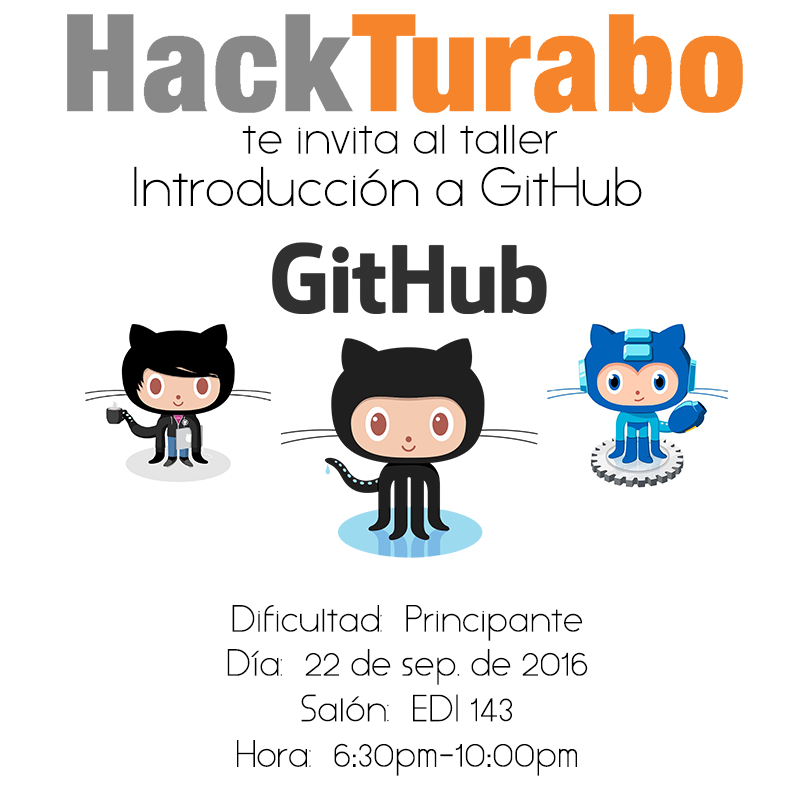 HackTurabo
te invita al taller
Introducción a GitHub
GitHub
Dificultad: Principante
Día: 22 de sep. de 2016
Salón: EDI 143
Hora: 6:30pm-10:00pm